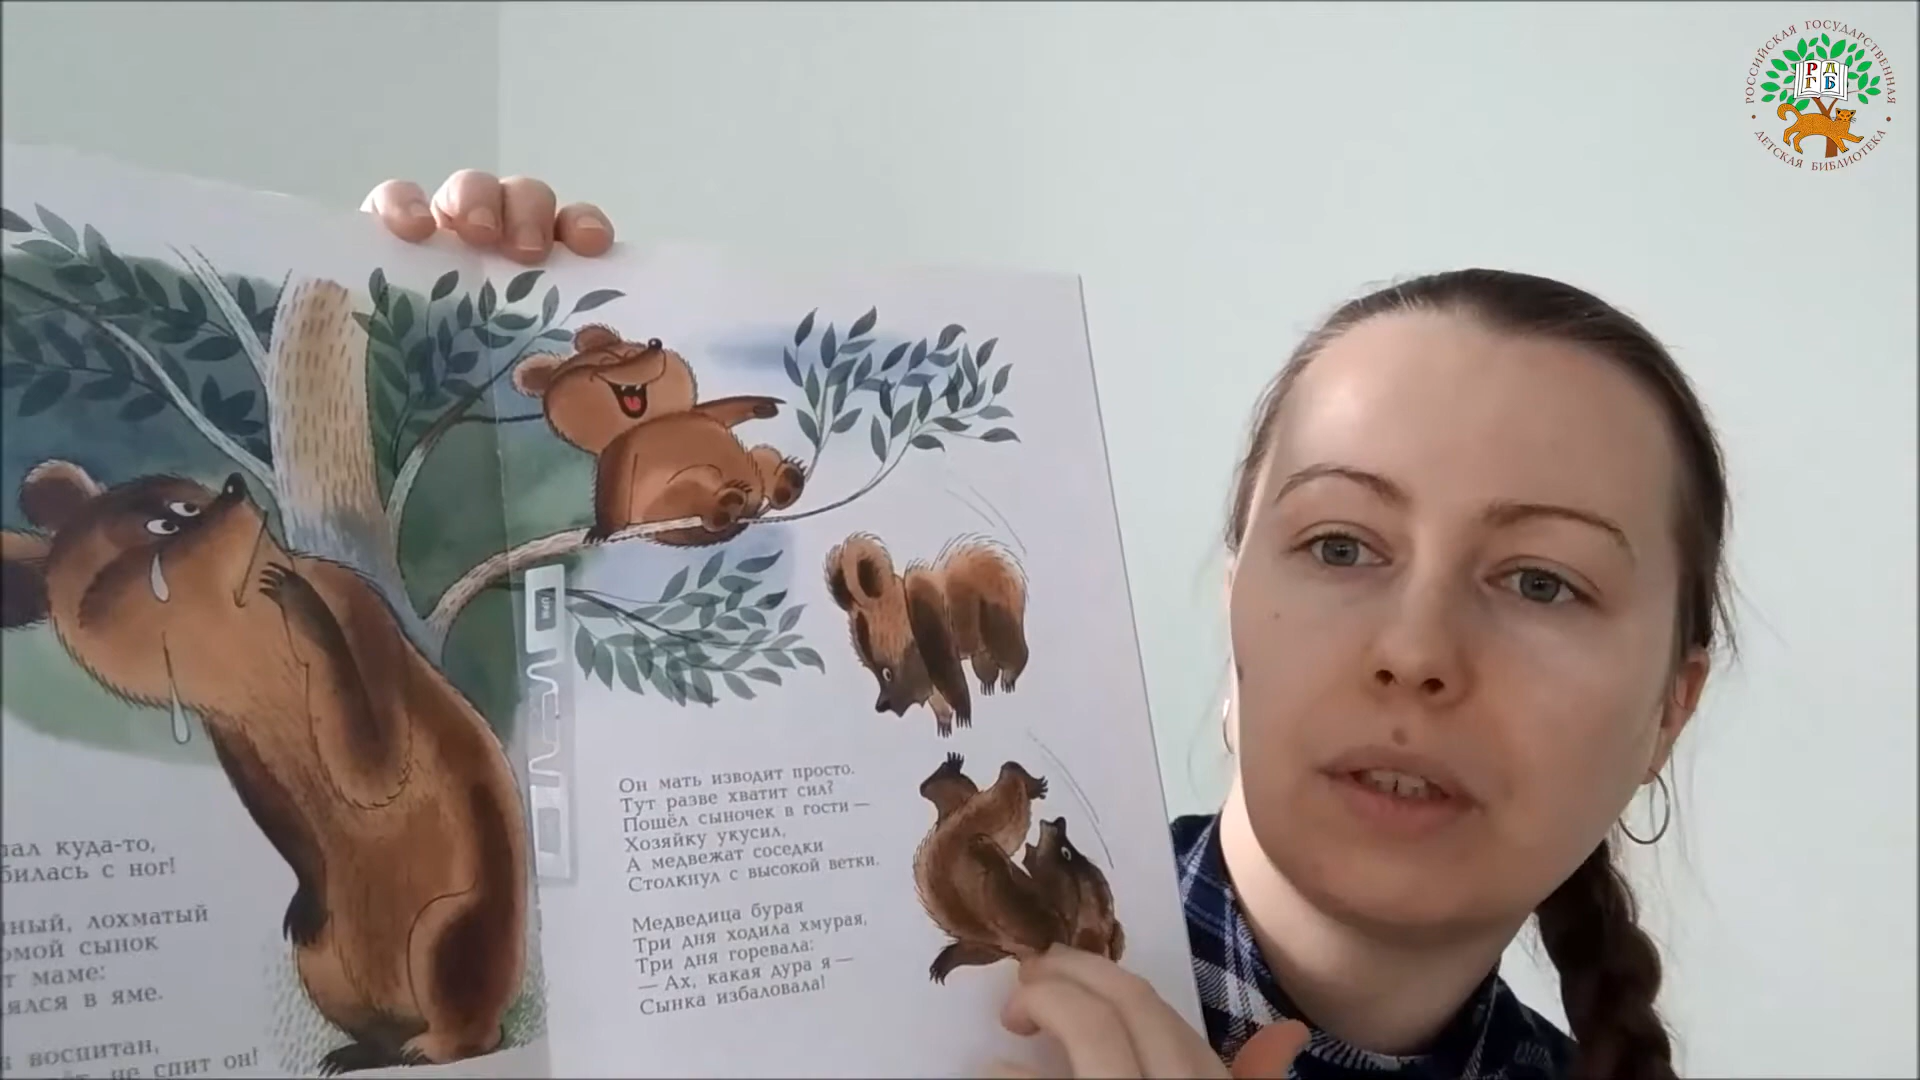 РОССИЙСКАЯ ГОСУДАРСТВЕННАЯ
РГДБ
ДЕТСКАЯ БИБЛИОТЕКА
куда-то,
с ног!
лохматый
сынок
маме:
в яме.
воспитан,
не спит он!
Он мать изводит просто.
Тут разве хватит сил?
Пошёл сыночек в гости —
Хозяйку укусил,
А медвежат соседки
Столкнул с высокой ветки.
Медведица бурая
Три дня ходила хмурая,
Три дня горевала:
— Ах, какая дура я —
Сынка избаловала!